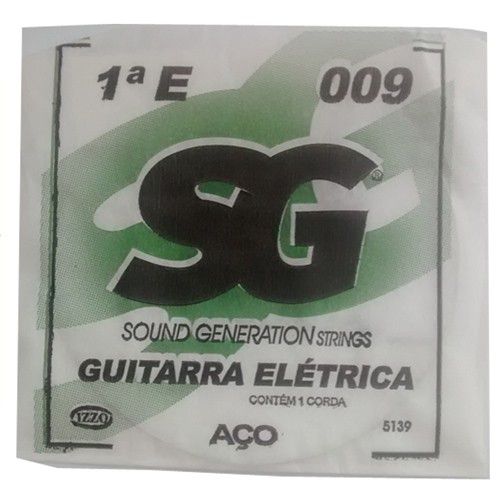 1ª E 009
SG®
SOUND GENERATION STRINGS
GUITARRA ELÉTRICA
CONTÉM 1 CORDA
IZZO AÇO 5139